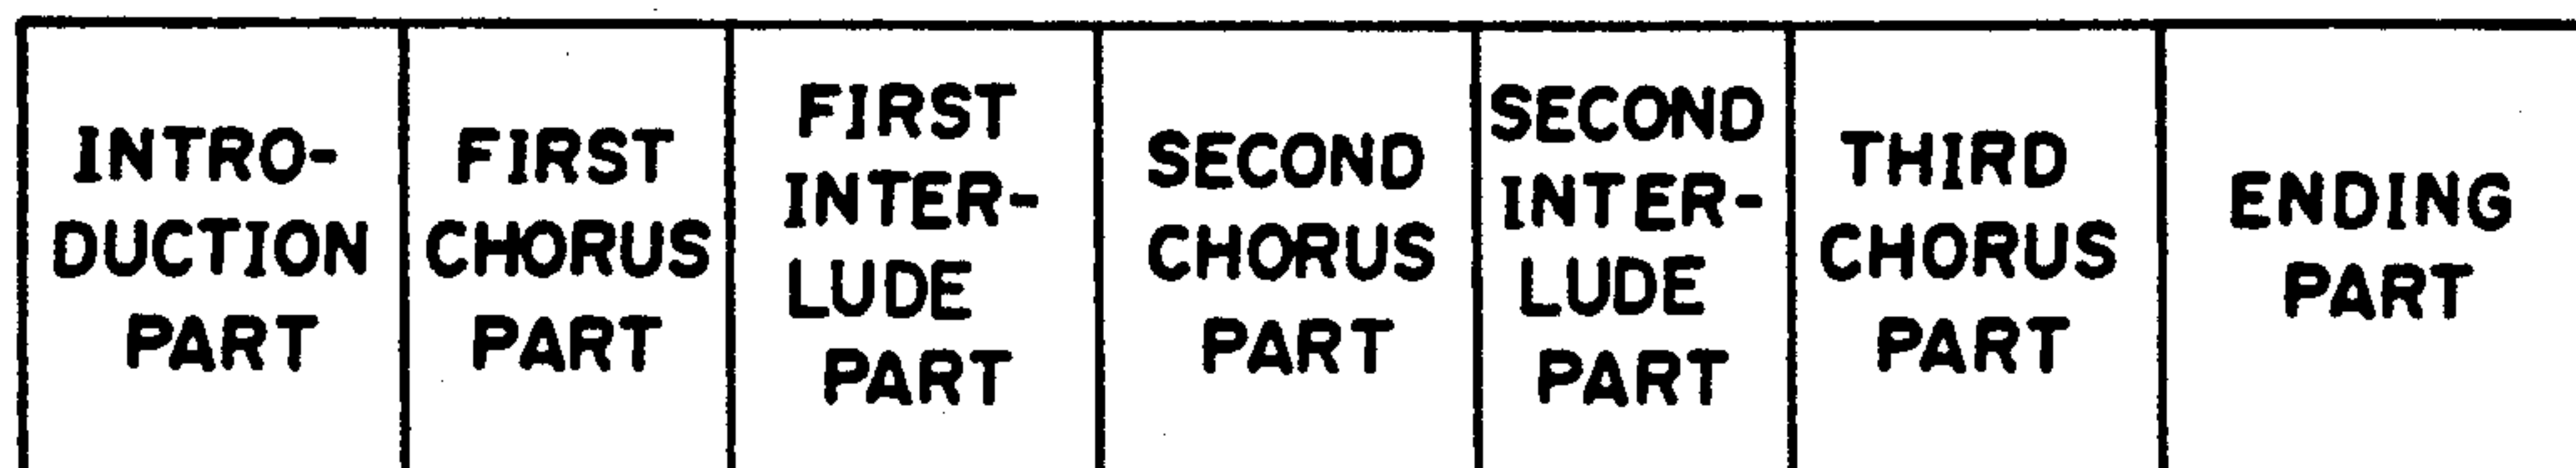 INTRO-
DUCTION
PART
FIRST
CHORUS
PART
FIRST
INTER-
LUDE
PART
SECOND
CHORUS
PART
SECOND
INTER-
LUDE
PART
THIRD
CHORUS
PART
ENDING
PART